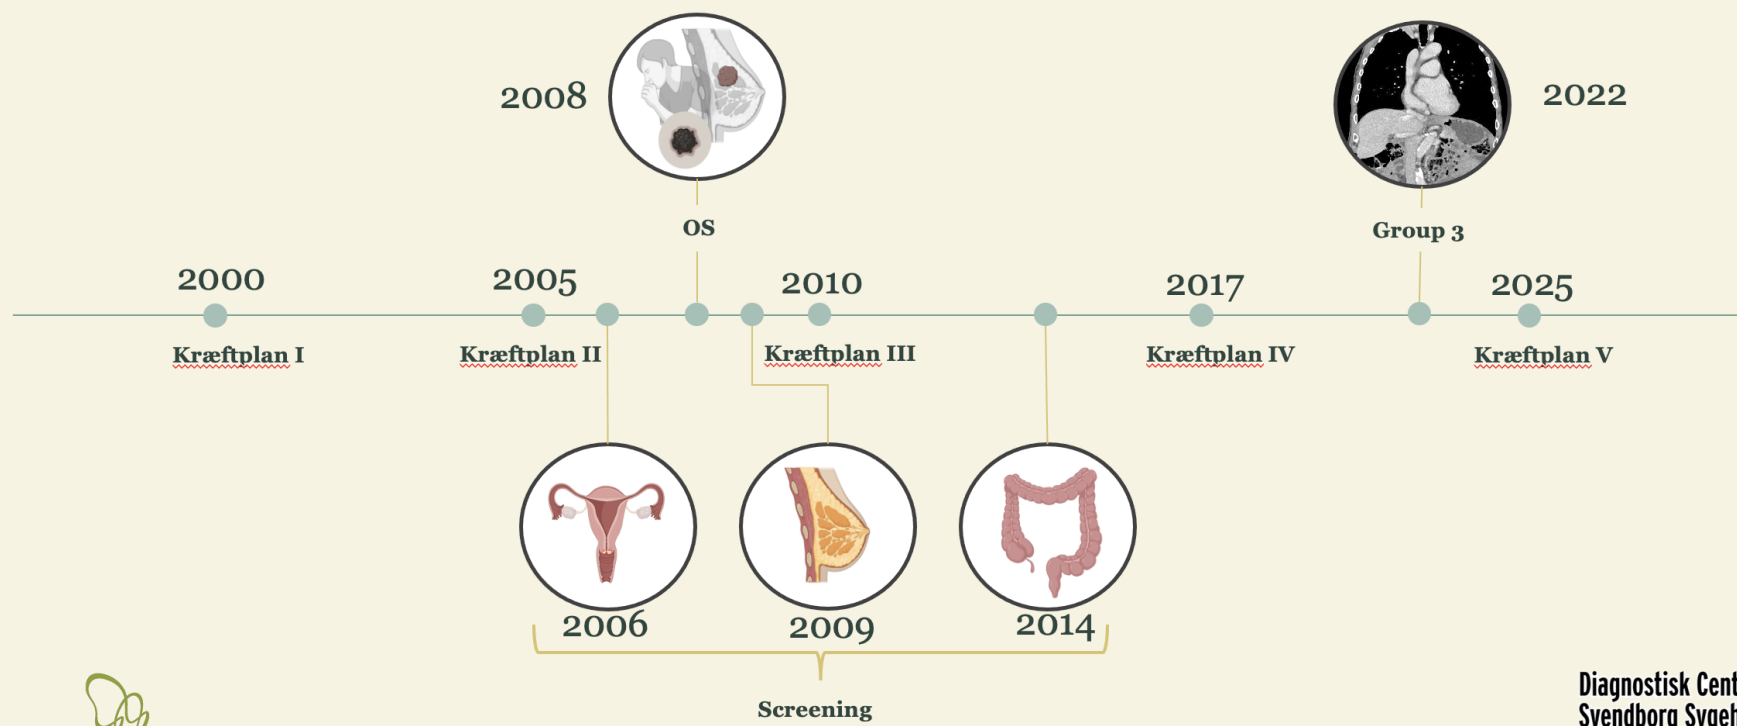 2008
2022
OS
Group 3
2000
2005
2010
2017
2025
Kræftplan I
Kræftplan II
Kræftplan III
Kræftplan IV
Kræftplan V
2006
2009
2014
Screening
Diagnostisk Cent
Svendborg Sygeh